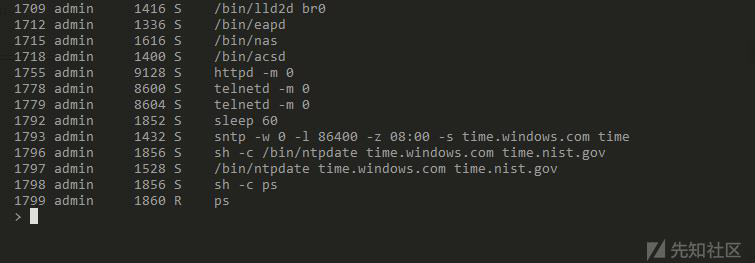 1709 admin 1416 S /bin/lld2d br0
1712 admin 1336 S /bin/eapd
1715 admin 1616 S /bin/nas
1718 admin 1400 S /bin/acsd
1755 admin 9128 S httpd -m 0
1778 admin 8600 S telnetd -m 0
1779 admin 8604 S telnetd -m 0
1792 admin 1852 S sleep 60
1793 admin 1432 S sntp -w 0 -l 86400 -z 08:00 -s time.windows.com time
1796 admin 1856 S sh -c /bin/ntpdate time.windows.com time.nist.gov
1797 admin 1528 S /bin/ntpdate time.windows.com time.nist.gov
1798 admin 1856 S sh -c ps
1799 admin 1860 R ps
>
先知社区